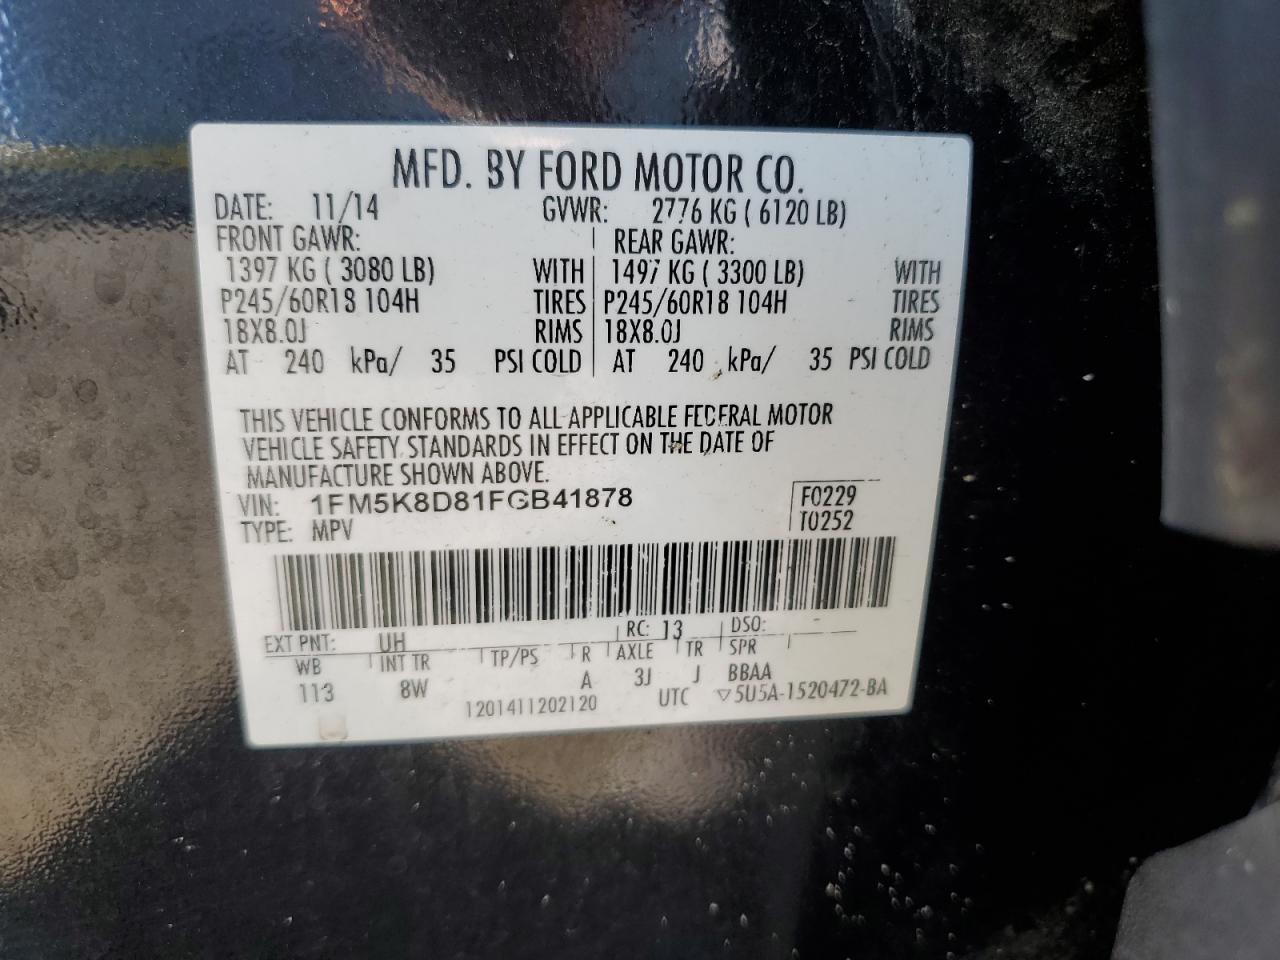 MFD. BY FORD MOTOR CO.
DATE: 11/14 GVWR: 2776 KG ( 6120 LB)
FRONT GAWR: REAR GAWR:
1397 KG ( 3080 LB) WITH 1497 KG ( 3300 LB) WITH
P245/60R18 104H TIRES P245/60R18 104H TIRES
18X8.0J RIMS 18X8.0J RIMS
AT 240 kPa/ 35 PSI COLD AT 240 kPa/ 35 PSI COLD
THIS VEHICLE CONFORMS TO ALL APPLICABLE FEDERAL MOTOR
VEHICLE SAFETY STANDARDS IN EFFECT ON THE DATE OF
MANUFACTURE SHOWN ABOVE.
VIN: 1FM5K8D81FGB41878 F0229
TYPE: MPV T0252
EXT PNT: UH RC: 13 DSO: -
WB INT TR TP/PS R AXLE TR SPR
113 8W A 3J J BBAA
1201411202120 UTC ▽5U5A-1520472-BA